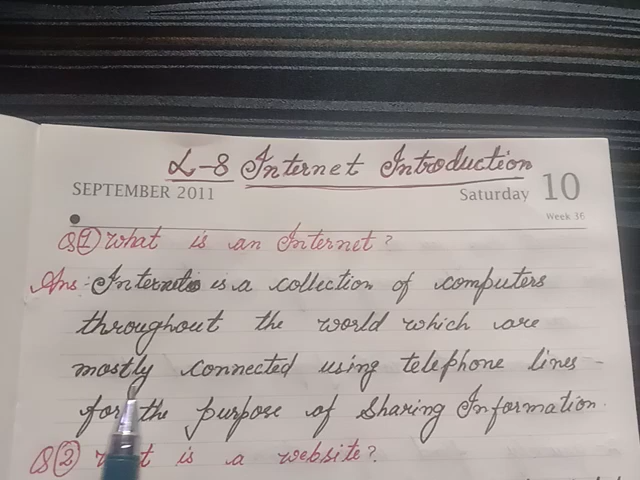 L-8 Internet Introduction
SEPTEMBER 2011 Saturday 10
Week 36
Q① What is an Internet?
Ans:- Internet is a collection of computers
throughout the world which are
mostly connected using telephone lines -
for the purpose of Sharing Information.
Q② is a website?